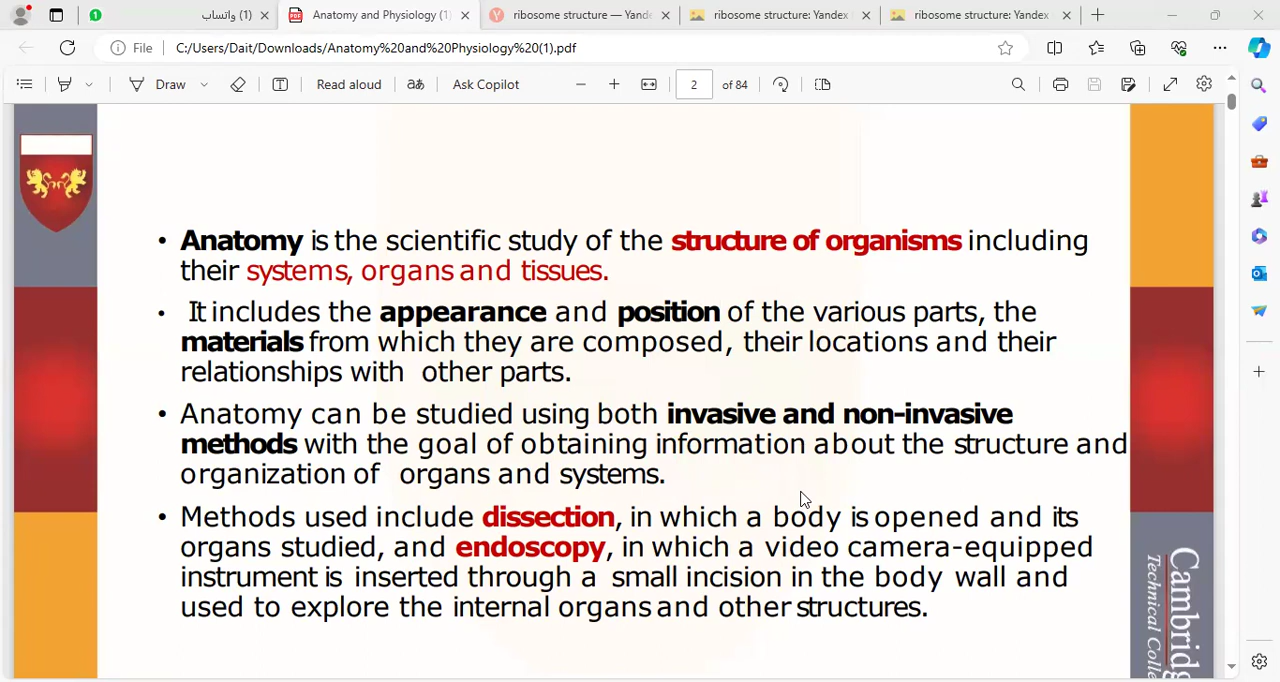 (1) واتساب
Anatomy and Physiology (1)
ribosome structure — Yande
ribosome structure: Yandex
ribosome structure: Yandex
File
C:/Users/Dait/Downloads/Anatomy%20and%20Physiology%20(1).pdf
Draw
Read aloud
aあ
Ask Copilot
2 of 84
• Anatomy is the scientific study of the structure of organisms including
their systems, organs and tissues.
• It includes the appearance and position of the various parts, the
materials from which they are composed, their locations and their
relationships with other parts.
• Anatomy can be studied using both invasive and non-invasive
methods with the goal of obtaining information about the structure and
organization of organs and systems.
• Methods used include dissection, in which a body is opened and its
organs studied, and endoscopy, in which a video camera-equipped
instrument is inserted through a small incision in the body wall and
used to explore the internal organs and other structures.
Cambridg
Technical Colle